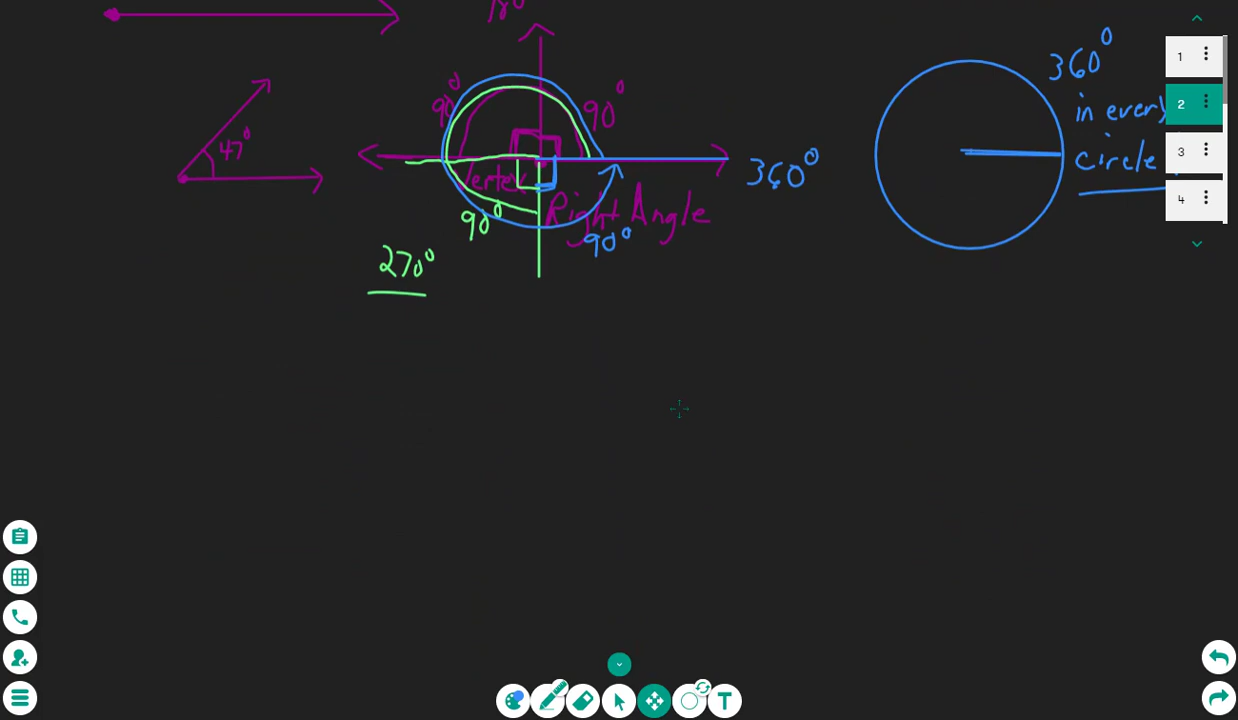 180
90°
90°
47°
Vertex
Right Angle
90°
90°
270°
360°
360°
in every
circle
1
2
3
4
T